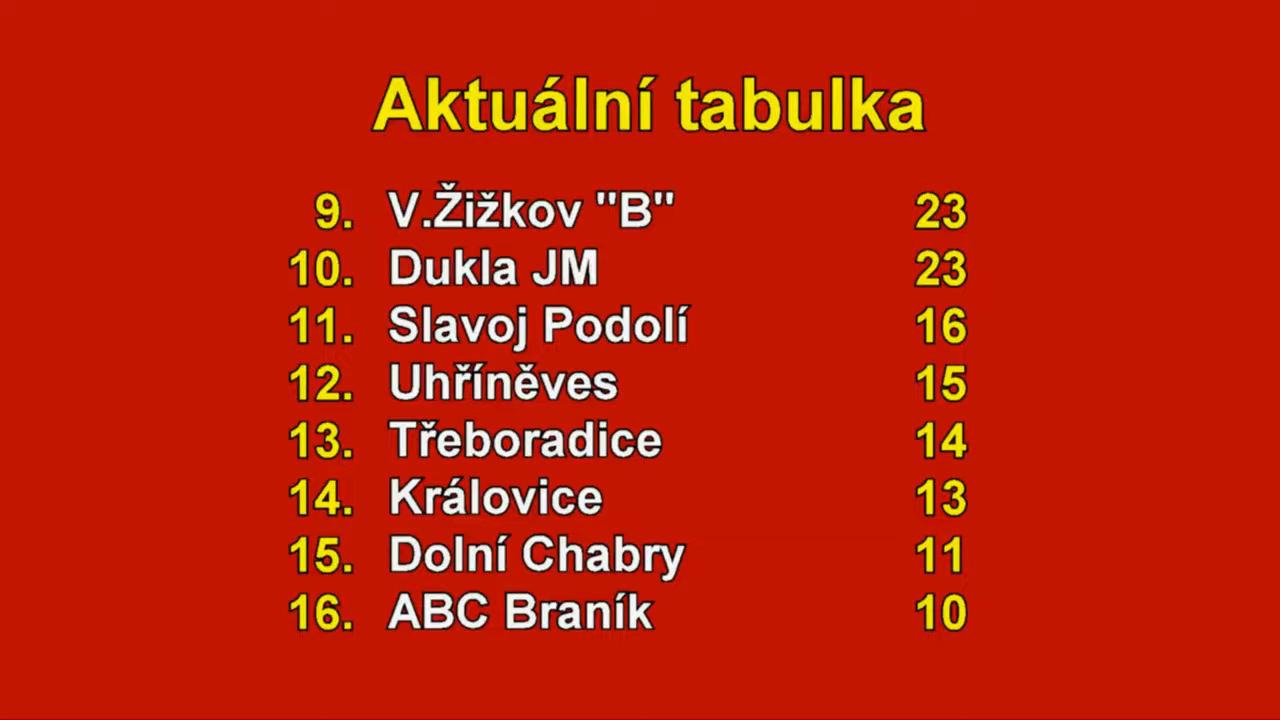 Aktuální tabulka
9. V.Žižkov "B" 23
10. Dukla JM 23
11. Slavoj Podolí 16
12. Uhříněves 15
13. Třeboradice 14
14. Královice 13
15. Dolní Chabry 11
16. ABC Braník 10